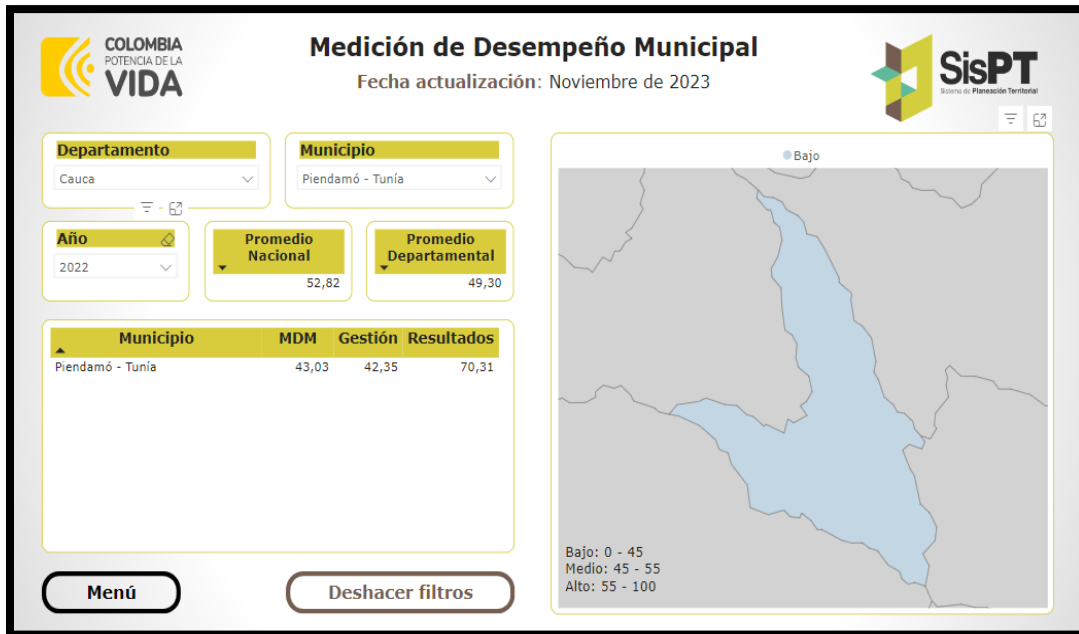 COLOMBIA
POTENCIA DE LA
VIDA
Medición de Desempeño Municipal
Fecha actualización: Noviembre de 2023
SisPT
Sistema de Planeación Territorial
Departamento
Cauca
Municipio
Piendamó - Tunía
Año
2022
Promedio
Nacional
52,82
Promedio
Departamental
49,30
Municipio MDM Gestión Resultados
Piendamó - Tunía 43,03 42,35 70,31
Bajo
Bajo: 0 - 45
Medio: 45 - 55
Alto: 55 - 100
Menú
Deshacer filtros